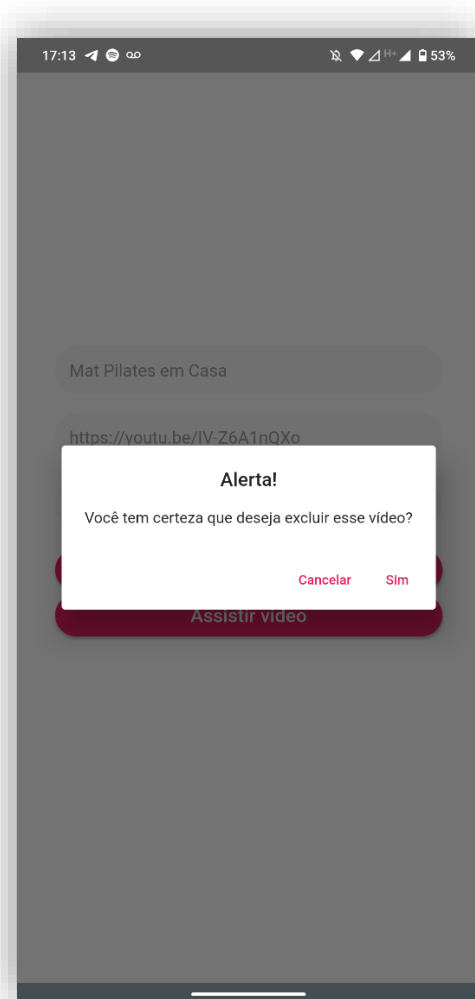 17:13 H+ 53%
Mat Pilates em Casa
https://youtu.be/IV-Z6A1nQXo
Alerta!
Você tem certeza que deseja excluir esse vídeo?
Cancelar Sim
Assistir vídeo